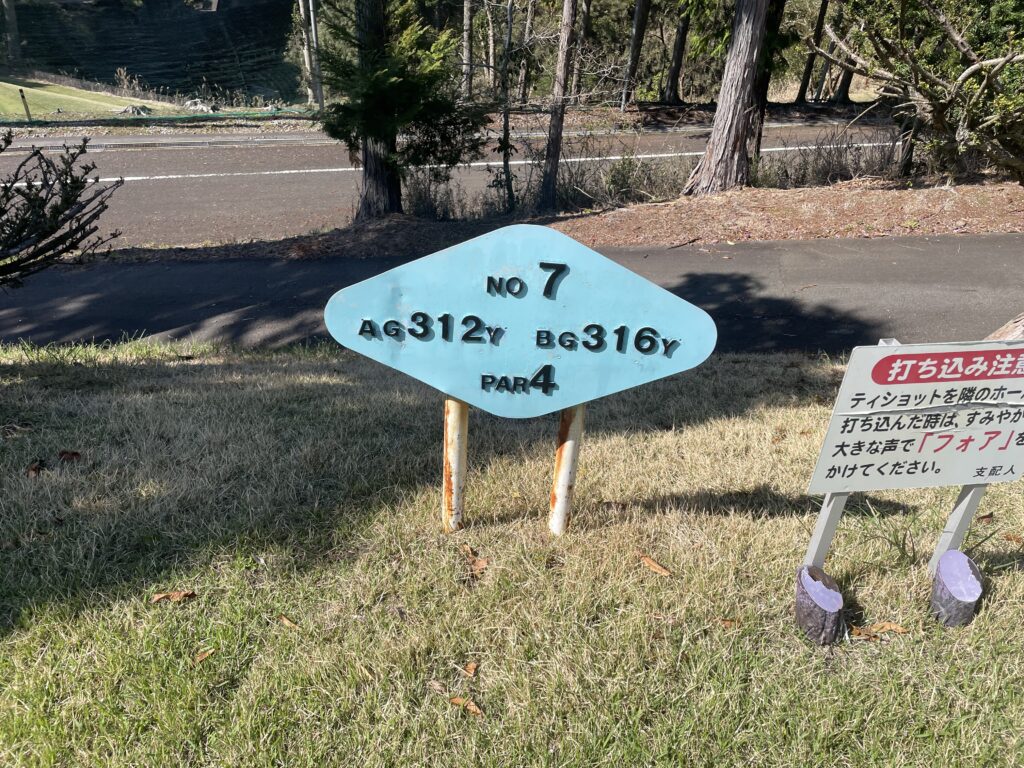 NO 7
AG312Y BG316Y
PAR4
打ち込み注意
ティショットを隣のホー
打ち込んだ時は、すみやか
大きな声で「フォア」を
かけてください。
支配人